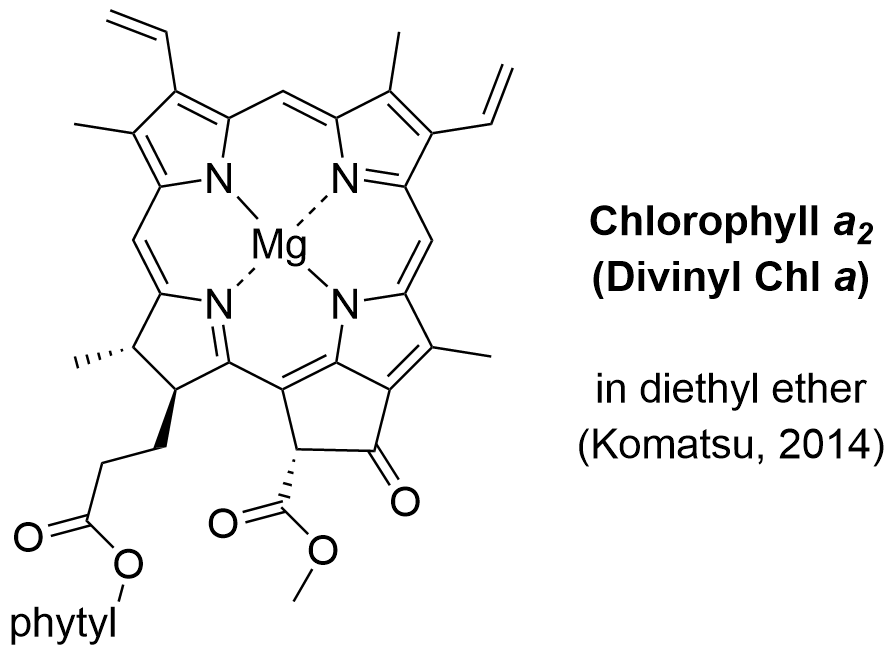 N
N
Mg
N
N
O
O
O
O
O
phytyl
Chlorophyll a₂
(Divinyl Chl a)
in diethyl ether
(Komatsu, 2014)